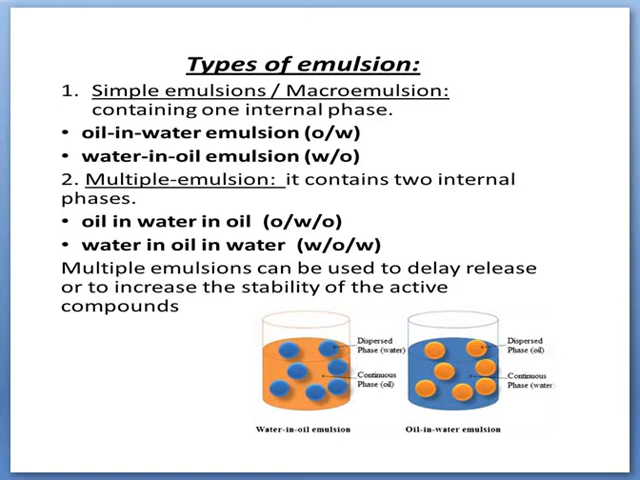 Types of emulsion:
1. Simple emulsions / Macroemulsion:
containing one internal phase.
• oil-in-water emulsion (o/w)
• water-in-oil emulsion (w/o)
2. Multiple-emulsion: it contains two internal
phases.
• oil in water in oil (o/w/o)
• water in oil in water (w/o/w)
Multiple emulsions can be used to delay release
or to increase the stability of the active
compounds
Dispersed
Phase (water)
Continuous
Phase (oil)
Water-in-oil emulsion
Dispersed
Phase (oil)
Continuous
Phase (water
Oil-in-water emulsion